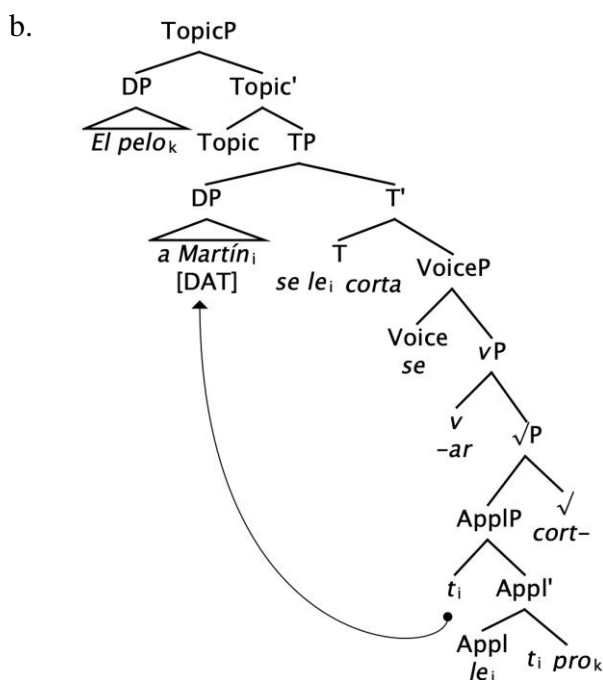 b.
TopicP
DP Topic'
El pelok Topic TP
DP T'
a Martíni T VoiceP
[DAT] se lei corta
Voice vP
se
v √P
-ar
ApplP √
cort-
ti Appl'
Appl ti prok
lei